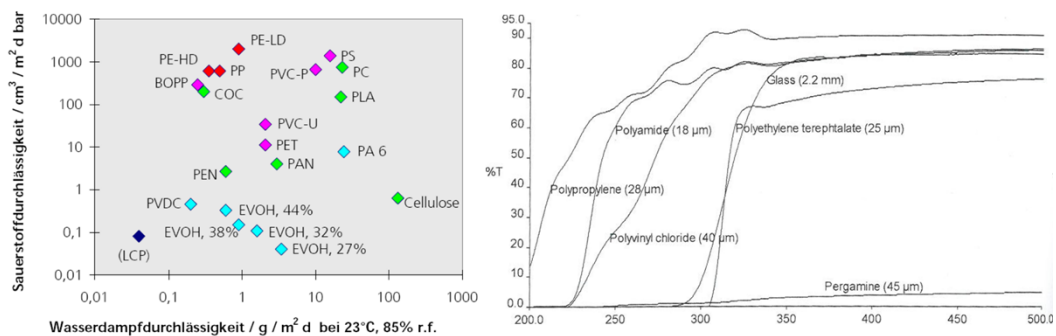 Sauerstoffdurchlässigkeit / cm³ / m² d bar
10000
1000
100
10
1
0,1
0,01
PE-LD
PE-HD
PP
BOPP
COC
PS
PVC-P
PC
PLA
PVC-U
PET
PA 6
PAN
PEN
PVDC
EVOH, 44%
Cellulose
EVOH, 38%
EVOH, 32%
EVOH, 27%
(LCP)
0,01
0,1
1
10
100
1000
Wasserdampfdurchlässigkeit / g / m² d bei 23°C, 85% r.f.
95.0
90
80
70
60
50
%T
40
30
20
10
0.0
Glass (2.2 mm)
Polyamide (18 µm)
Polyethylene terephtalate (25 µm)
Polypropylene (28 µm)
Polyvinyl chloride (40 µm)
Pergamine (45 µm)
200.0
250
300
350
400
450
500.0